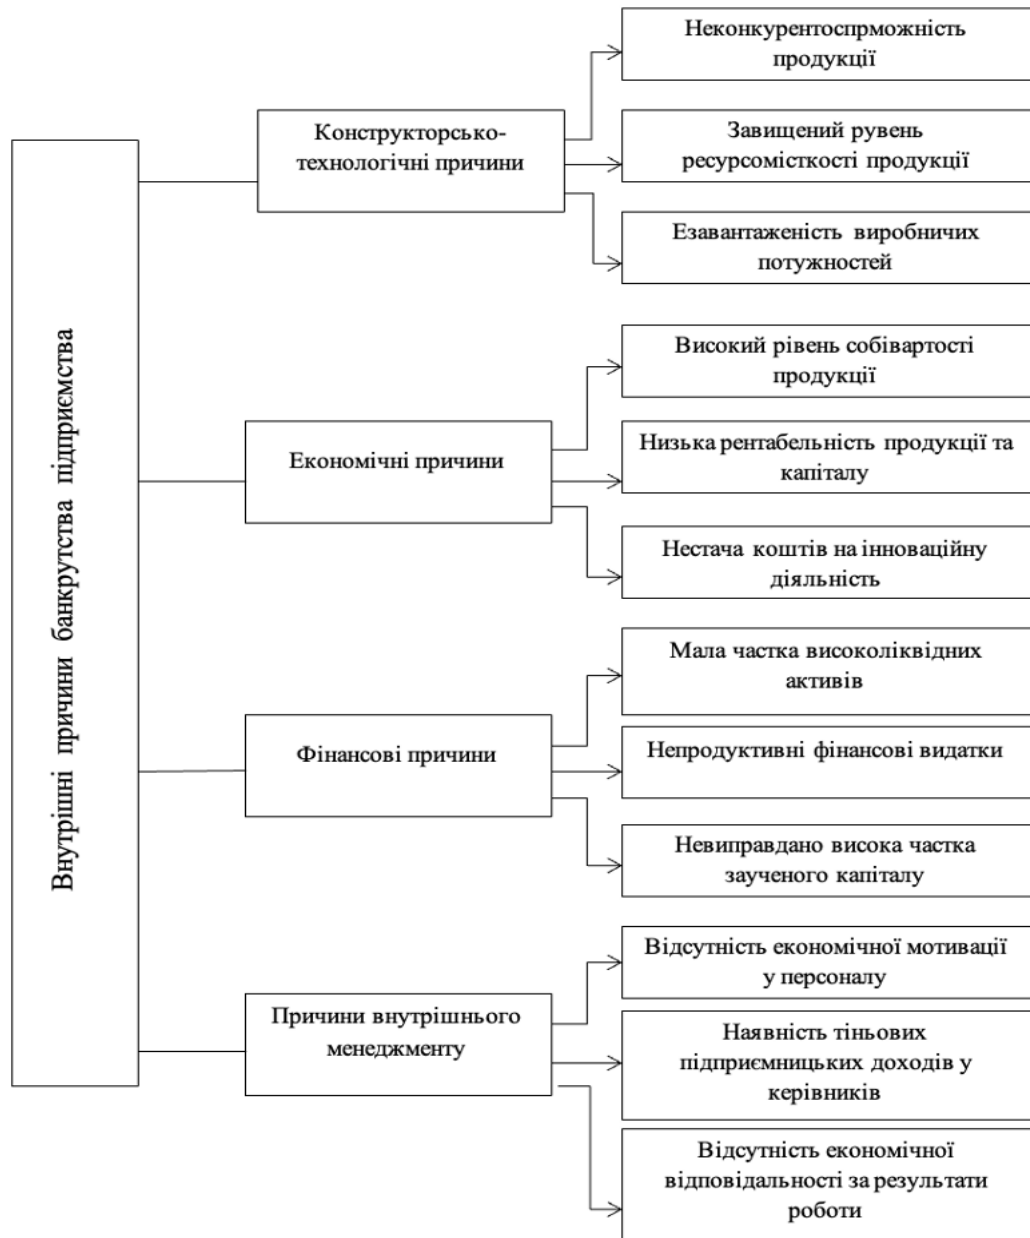 Внутрішні причини банкрутства підприємства
Конструкторсько-
технологічні причини
Неконкурентоспрможність
продукції
Завищений рувень
ресурсомісткості продукції
Езавантаженість виробничих
потужностей
Економічні причини
Високий рівень собівартості
продукції
Низька рентабельність продукції та
капіталу
Нестача коштів на інноваційну
діяльність
Фінансові причини
Мала частка високоліквідних
активів
Непродуктивні фінансові видатки
Невиправдано висока частка
заученого капіталу
Причини внутрішнього
менеджменту
Відсутність економічної мотивації
у персоналу
Наявність тіньових
підприємницьких доходів у
керівників
Відсутність економічної
відповідальності за результати
роботи